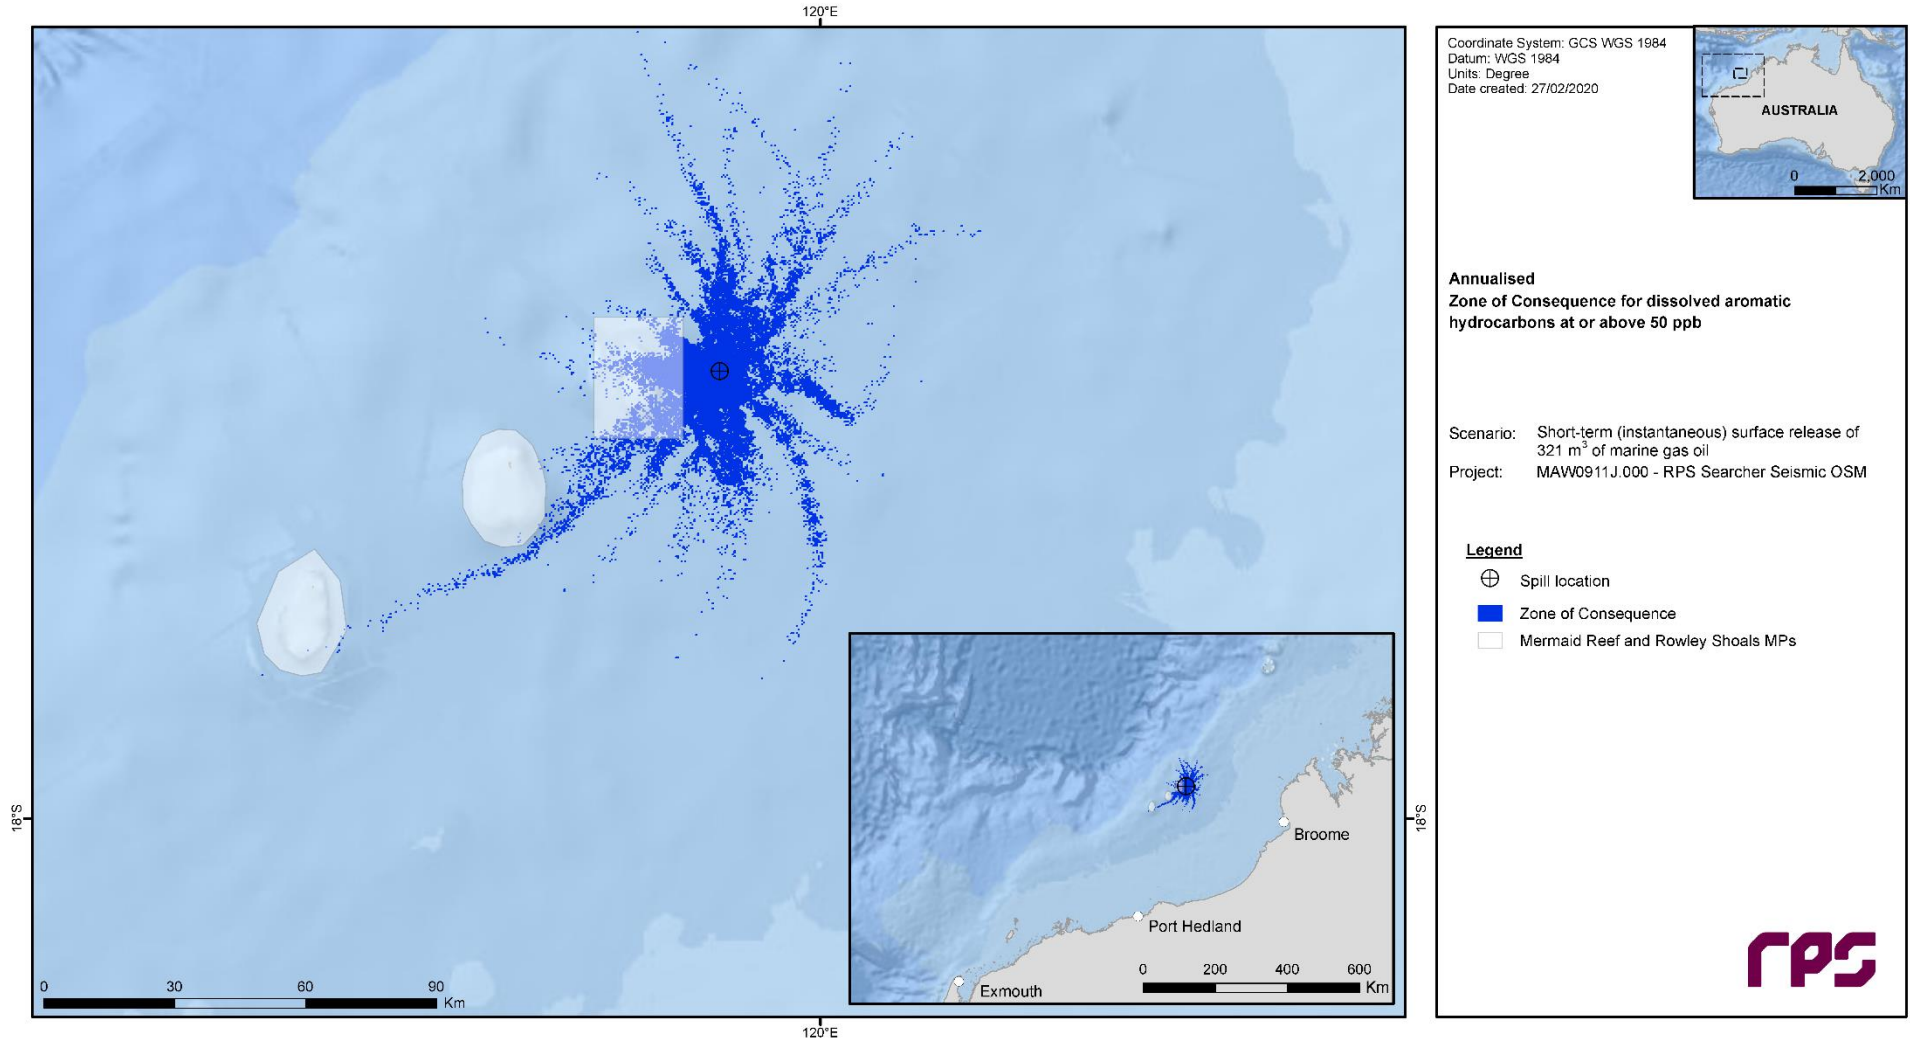 120°E
18°S
18°S
120°E
0 30 60 90
Km
Broome
Port Hedland
Exmouth
0 200 400 600
Km
Coordinate System: GCS WGS 1984
Datum: WGS 1984
Units: Degree
Date created: 27/02/2020
AUSTRALIA
0 2,000
Km
Annualised
Zone of Consequence for dissolved aromatic
hydrocarbons at or above 50 ppb
Scenario: Short-term (instantaneous) surface release of
321 m³ of marine gas oil
Project: MAW0911J.000 - RPS Searcher Seismic OSM
Legend
Spill location
Zone of Consequence
Mermaid Reef and Rowley Shoals MPs
rps